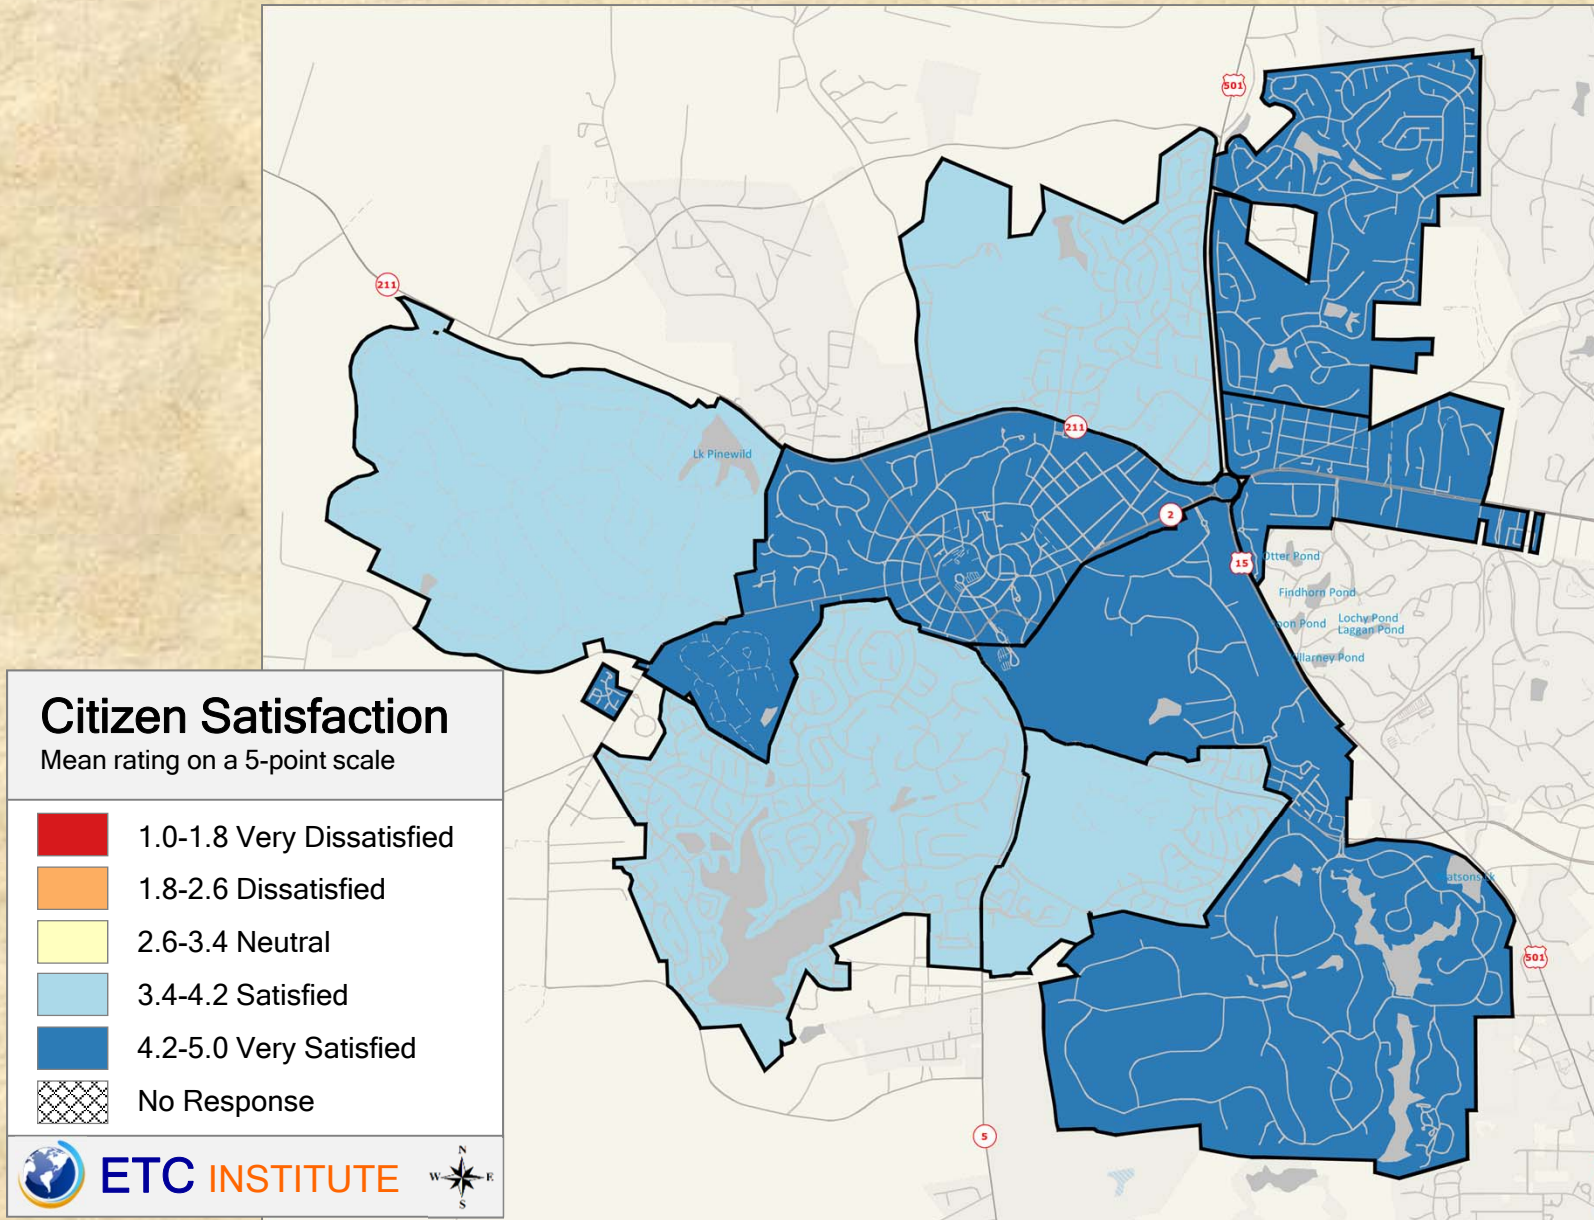 501
211
211
Lk Pinewild
2
15
Otter Pond
Findhorn Pond
Lochy Pond
Laggan Pond
Pond
Pond
501
5
Citizen Satisfaction
Mean rating on a 5-point scale
1.0-1.8 Very Dissatisfied
1.8-2.6 Dissatisfied
2.6-3.4 Neutral
3.4-4.2 Satisfied
4.2-5.0 Very Satisfied
No Response
ETC INSTITUTE
N
W E
S